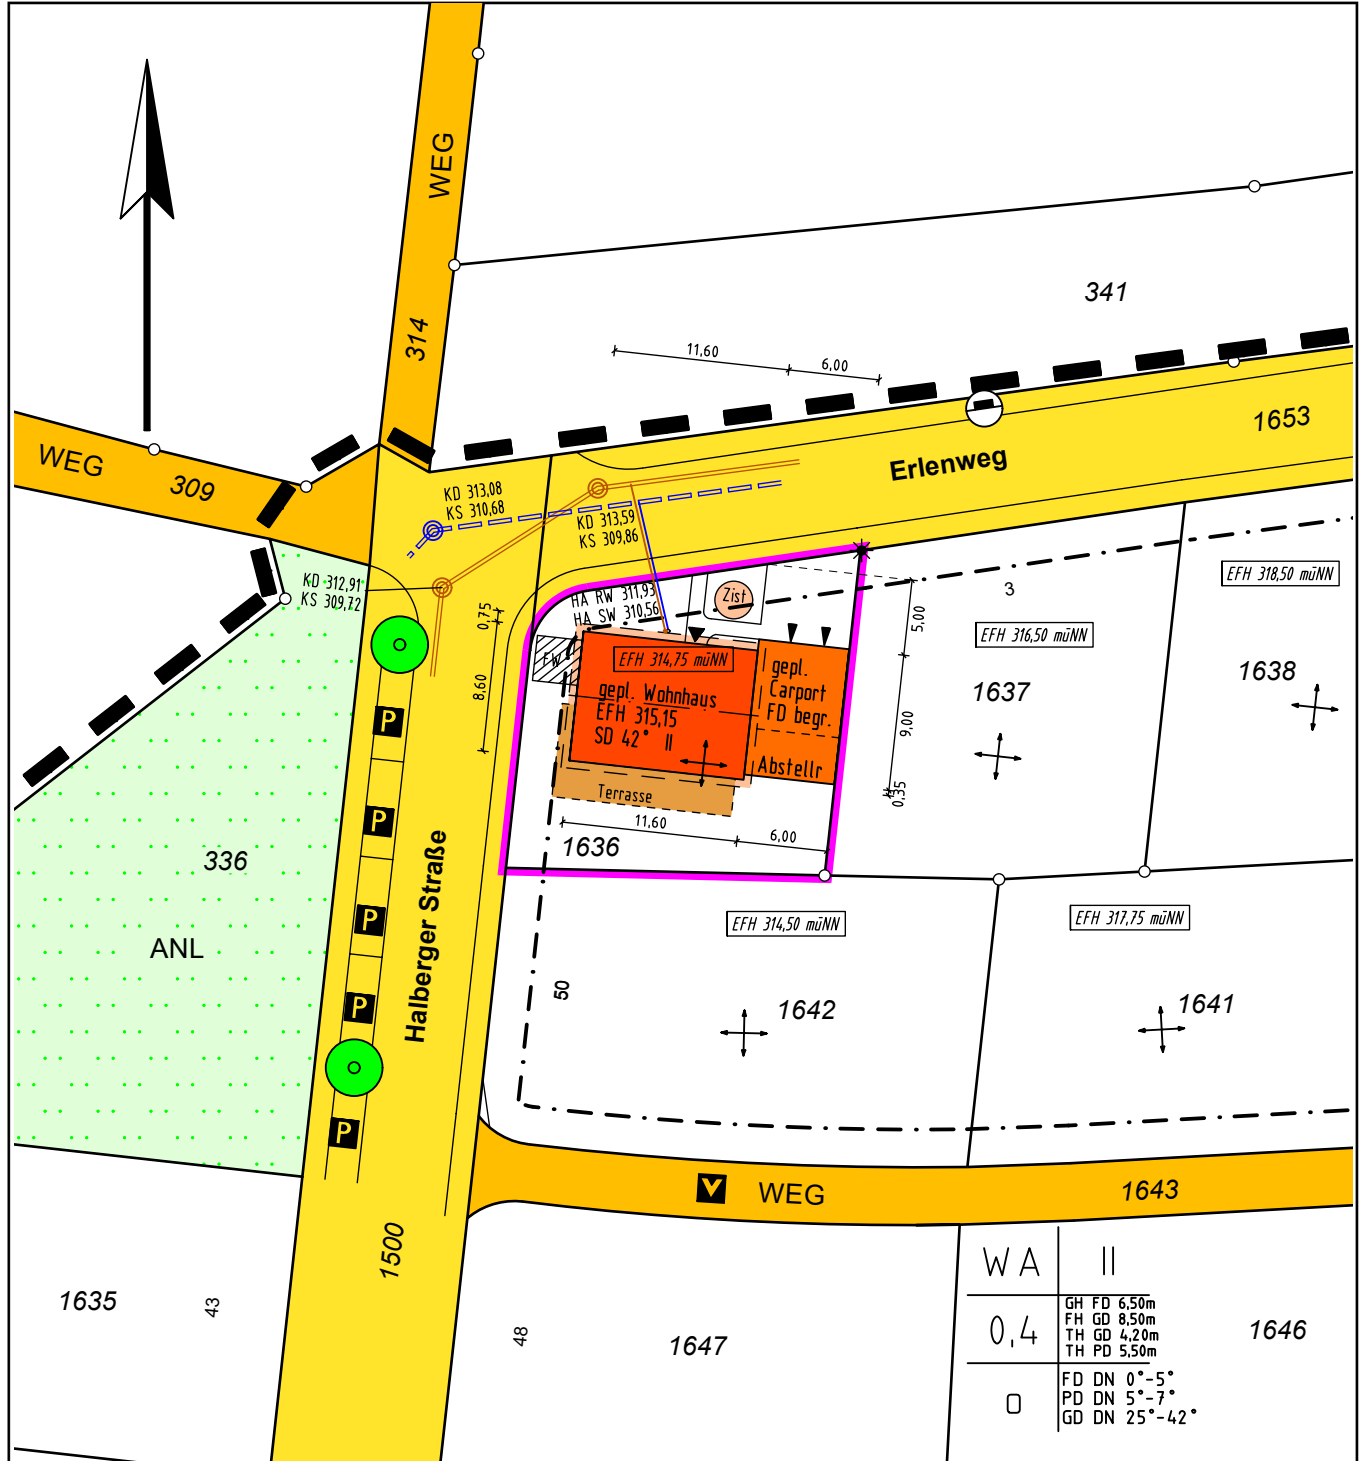 WEG
314
341
11,60
6,00
1653
Erlenweg
WEG
309
KD 313,08
KS 310,68
KD 313,59
KS 309,86
KD 312,91
KS 309,72
HA RW 311,93
HA SW 310,56
Zist
3
EFH 318,50 müNN
EFH 316,50 müNN
1637
1638
0,75
8,60
5,00
9,00
0,35
FW
EFH 314,75 müNN
gepl. Wohnhaus
EFH 315,15
SD 42° II
gepl.
Carport
FD begr.
Abstellr
Terrasse
11,60
6,00
1636
P
P
P
P
P
336
ANL
Halberger Straße
EFH 314,50 müNN
EFH 317,75 müNN
50
1642
1641
V WEG
1643
1500
1635
43
48
1647
1646
WA II
0,4
GH FD 6,50m
FH GD 8,50m
TH GD 4,20m
TH PD 5,50m
o
FD DN 0°-5°
PD DN 5°-7°
GD DN 25°-42°